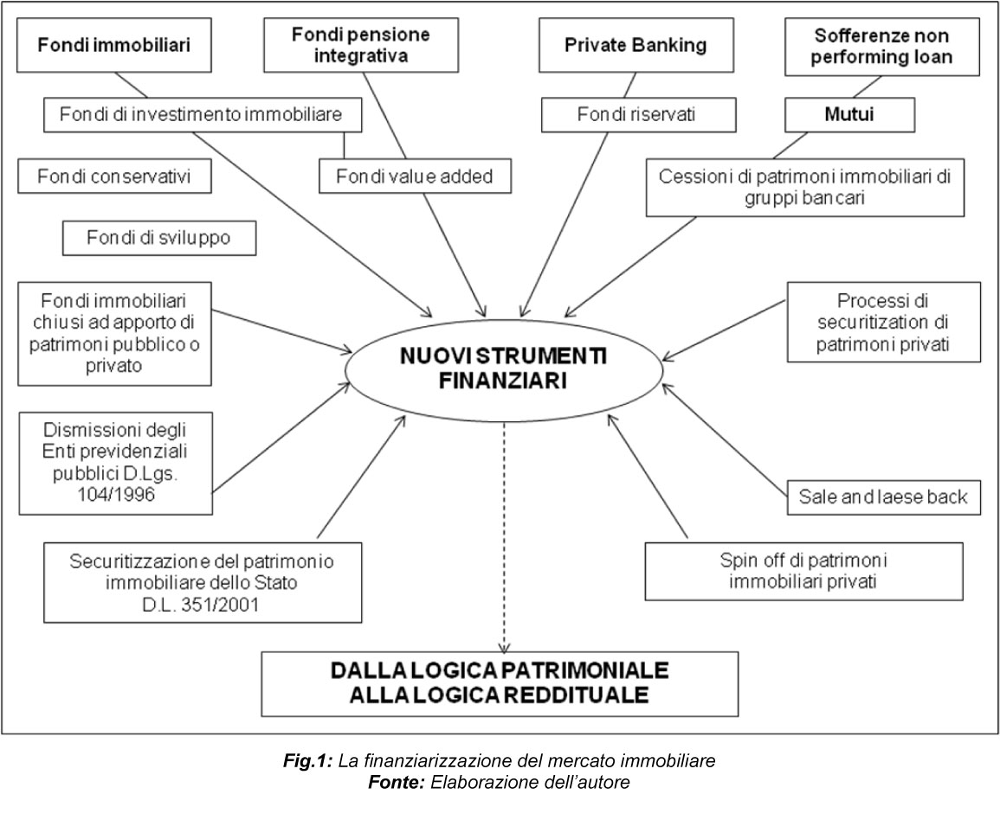 Fondi immobiliari
Fondi pensione
integrativa
Private Banking
Sofferenze non
performing loan
Fondi di investimento immobiliare
Fondi riservati
Mutui
Fondi conservativi
Fondi value added
Cessioni di patrimoni immobiliari di
gruppi bancari
Fondi di sviluppo
Fondi immobiliari
chiusi ad apporto di
patrimoni pubblico o
privato
Processi di
securitization di
patrimoni privati
NUOVI STRUMENTI
FINANZIARI
Dismissioni degli
Enti previdenziali
pubblici D.Lgs.
104/1996
Sale and laese back
Securitizzazione del patrimonio
immobiliare dello Stato
D.L. 351/2001
Spin off di patrimoni
immobiliari privati
DALLA LOGICA PATRIMONIALE
ALLA LOGICA REDDITUALE
Fig.1: La finanziarizzazione del mercato immobiliare
Fonte: Elaborazione dell'autore